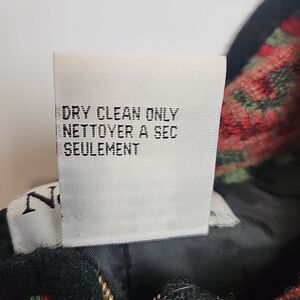 DRY CLEAN ONLY
NETTOYER A SEC
SEULEMENT